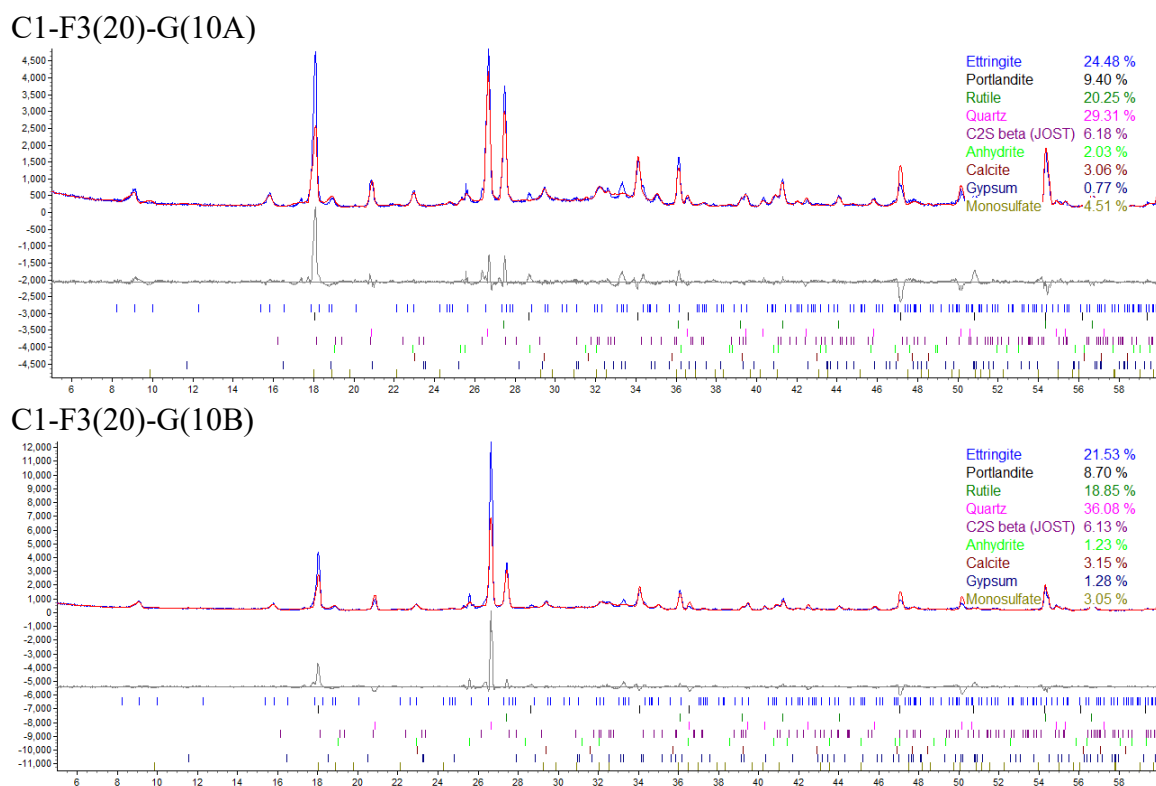 C1-F3(20)-G(10A)
4,500
4,000
3,500
3,000
2,500
2,000
1,500
1,000
500
0
-500
-1,000
-1,500
-2,000
-2,500
-3,000
-3,500
-4,000
-4,500
Ettringite 24.48 %
Portlandite 9.40 %
Rutile 20.25 %
Quartz 29.31 %
C2S beta (JOST) 6.18 %
Anhydrite 2.03 %
Calcite 3.06 %
Gypsum 0.77 %
Monosulfate 4.51 %
6 8 10 12 14 16 18 20 22 24 26 28 30 32 34 36 38 40 42 44 46 48 50 52 54 56 58
C1-F3(20)-G(10B)
12,000
11,000
10,000
9,000
8,000
7,000
6,000
5,000
4,000
3,000
2,000
1,000
0
-1,000
-2,000
-3,000
-4,000
-5,000
-6,000
-7,000
-8,000
-9,000
-10,000
-11,000
Ettringite 21.53 %
Portlandite 8.70 %
Rutile 18.85 %
Quartz 36.08 %
C2S beta (JOST) 6.13 %
Anhydrite 1.23 %
Calcite 3.15 %
Gypsum 1.28 %
Monosulfate 3.05 %
6 8 10 12 14 16 18 20 22 24 26 28 30 32 34 36 38 40 42 44 46 48 50 52 54 56 58